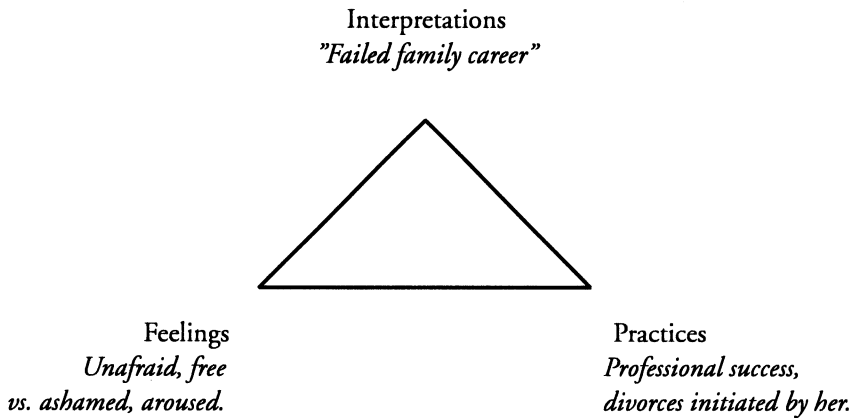 Interpretations
”Failed family career”
Feelings
Unafraid, free
vs. ashamed, aroused.
Practices
Professional success,
divorces initiated by her.